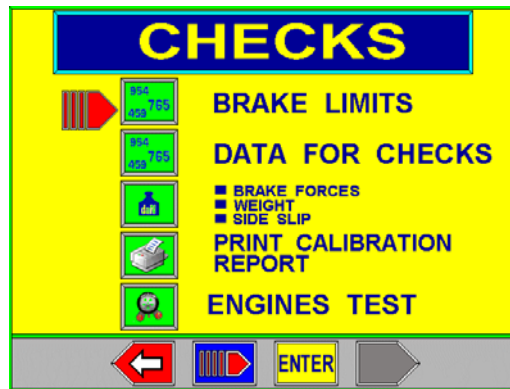 CHECKS
954
765
459
BRAKE LIMITS
954
765
459
DATA FOR CHECKS
daN
BRAKE FORCES
WEIGHT
SIDE SLIP
PRINT CALIBRATION
REPORT
ENGINES TEST
ENTER